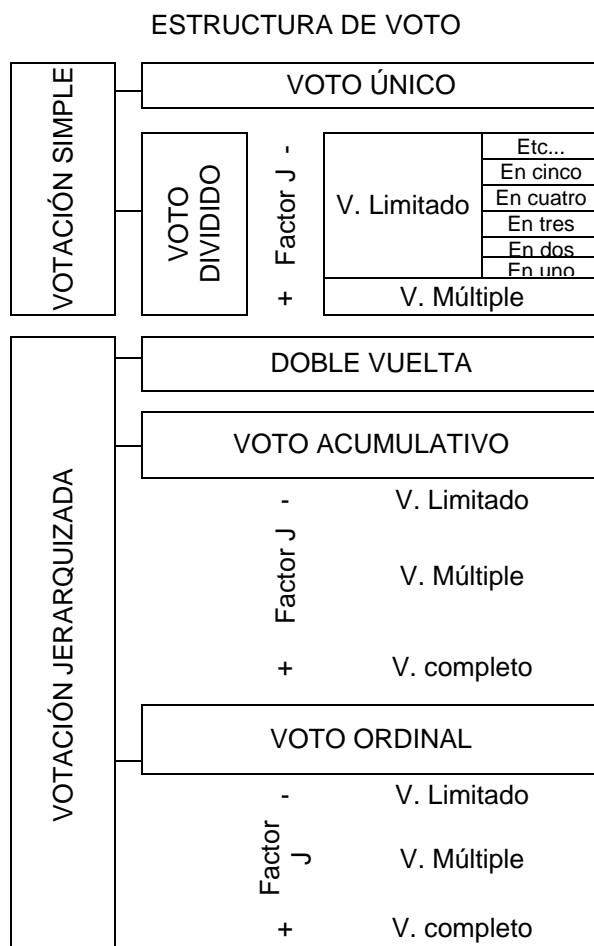 ESTRUCTURA DE VOTO
VOTACIÓN SIMPLE
VOTO ÚNICO
VOTO
DIVIDIDO
-
Factor J
+
V. Limitado
Etc...
En cinco
En cuatro
En tres
En dos
En uno
V. Múltiple
VOTACIÓN JERARQUIZADA
DOBLE VUELTA
VOTO ACUMULATIVO
-
Factor J
+
V. Limitado
V. Múltiple
V. completo
VOTO ORDINAL
-
Factor
J
+
V. Limitado
V. Múltiple
V. completo